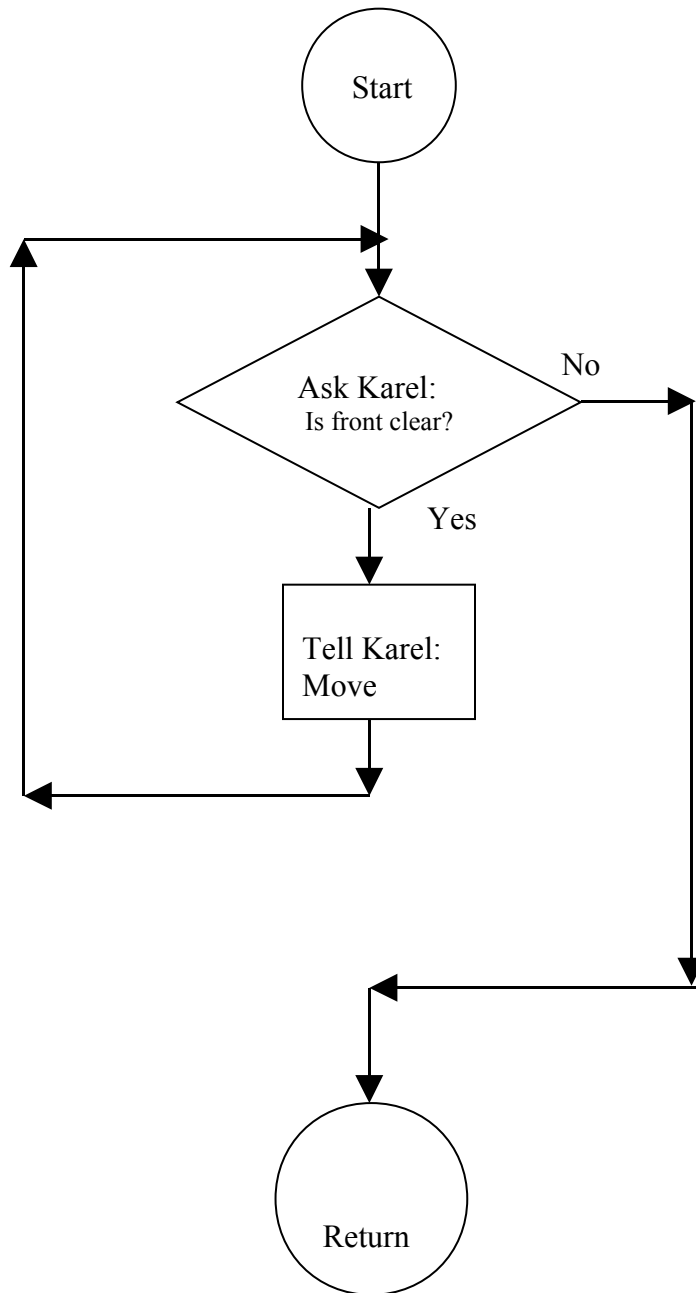 Start
No
Ask Karel:
Is front clear?
Yes
Tell Karel:
Move
Return